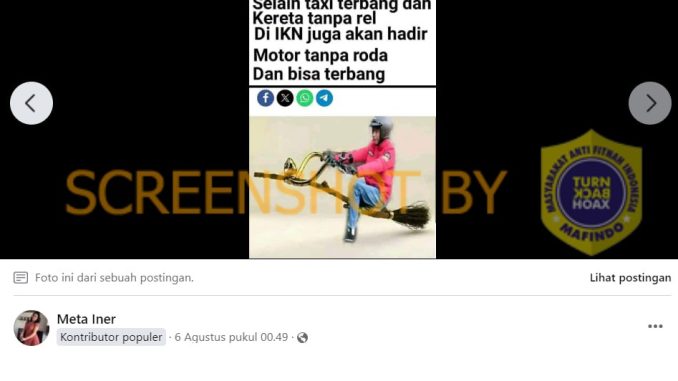 Selain taxi terbang dan
Kereta tanpa rel
Di IKN juga akan hadir
Motor tanpa roda
Dan bisa terbang
SCREENSHOT BY
MASYARAKAT ANTI FITNAH INDONESIA
TURN
BACK
HOAX
MAFINDO
Foto ini dari sebuah postingan.
Lihat postingan
Meta Iner
Kontributor populer · 6 Agustus pukul 00.49 ·